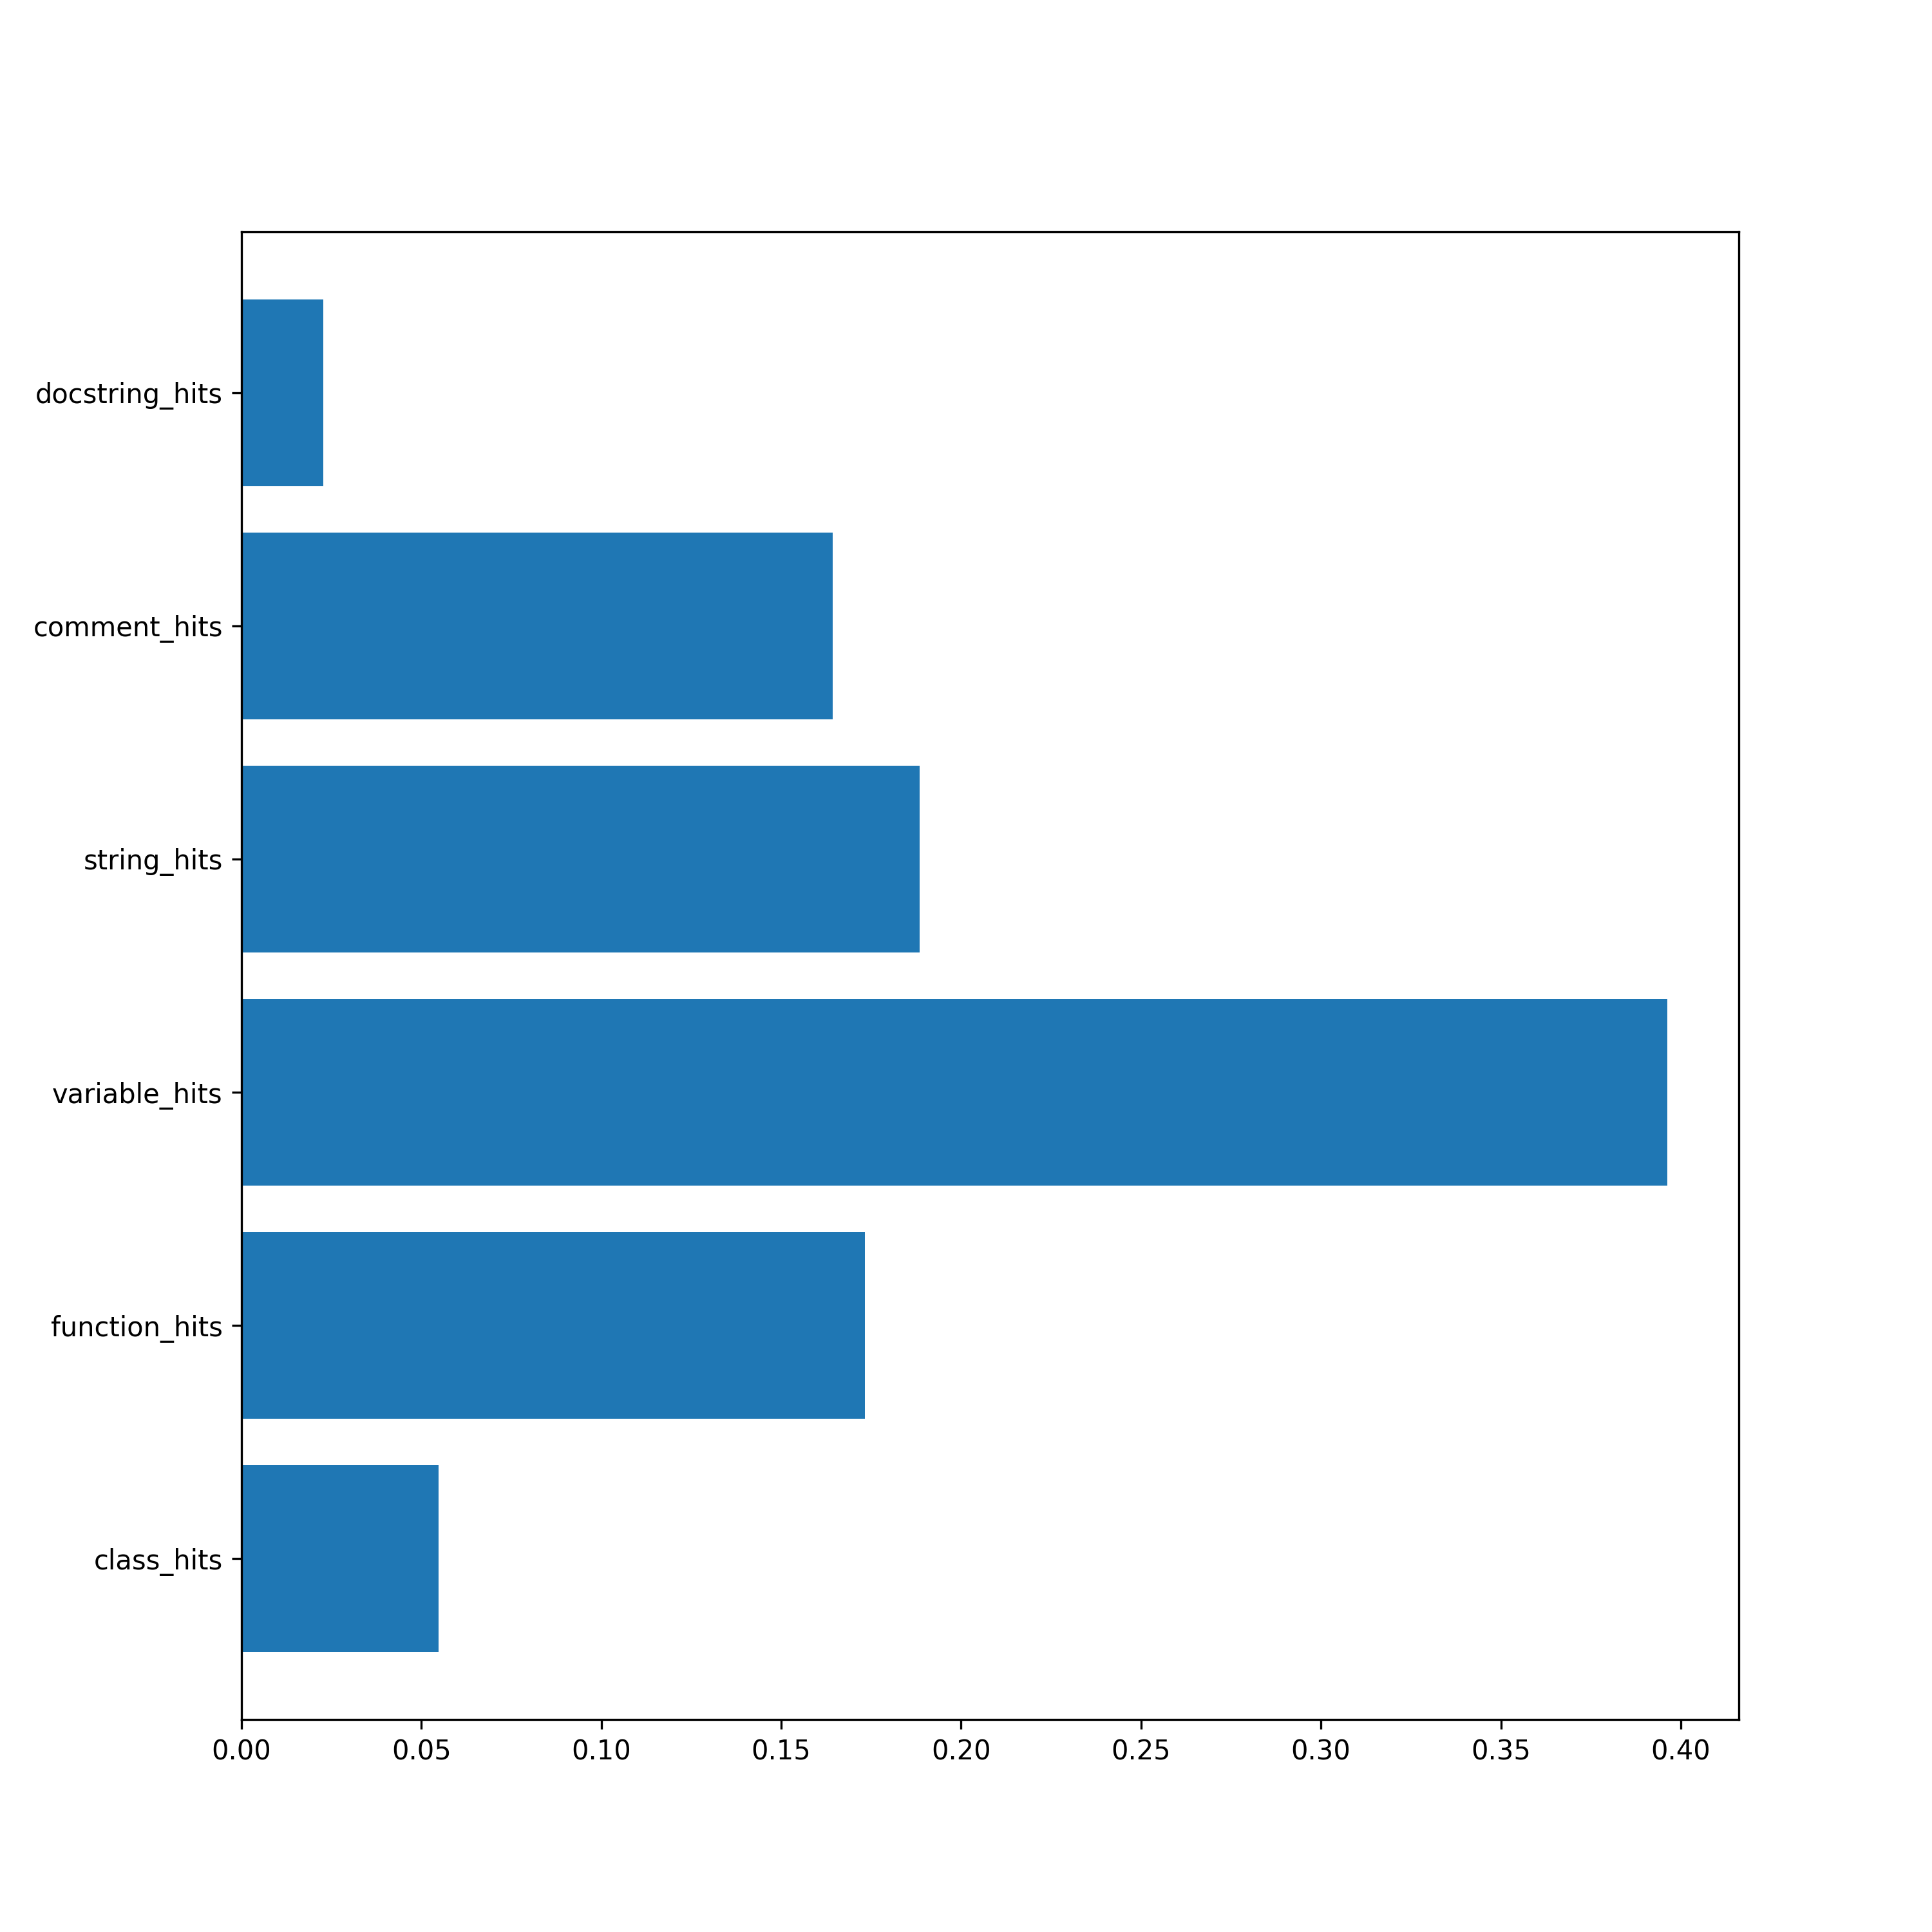 docstring_hits
comment_hits
string_hits
variable_hits
function_hits
class_hits
0.00 0.05 0.10 0.15 0.20 0.25 0.30 0.35 0.40